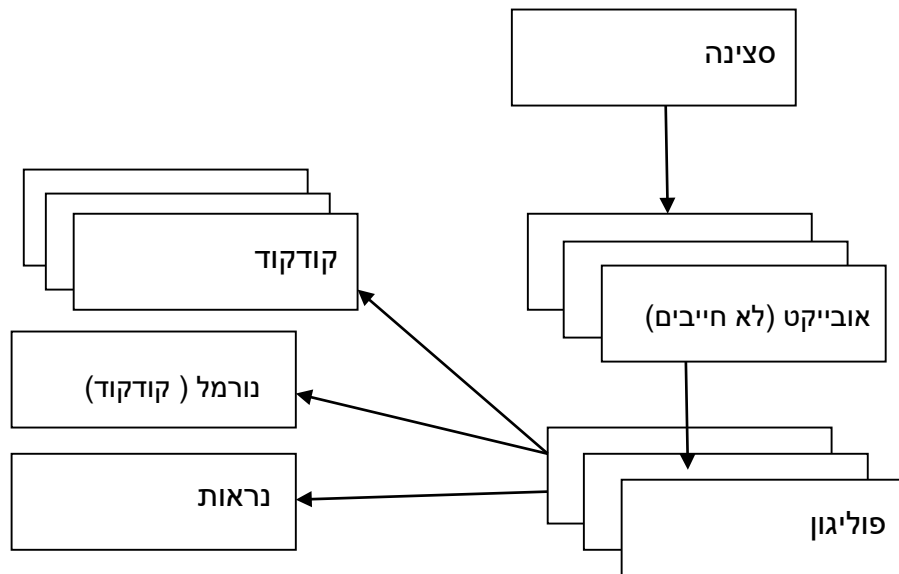 סצינה
קודקוד
אובייקט (לא חייבים)
נורמל ( קודקוד)
נראות
פוליגון